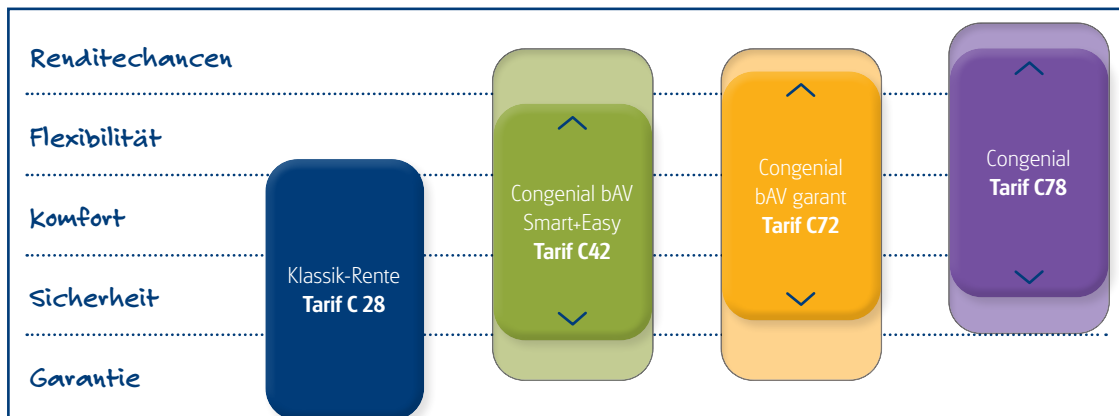 Renditechancen
Flexibilität
Komfort
Sicherheit
Garantie
Klassik-Rente
Tarif C 28
Congenial bAV
Smart+Easy
Tarif C42
Congenial
bAV garant
Tarif C72
Congenial
Tarif C78